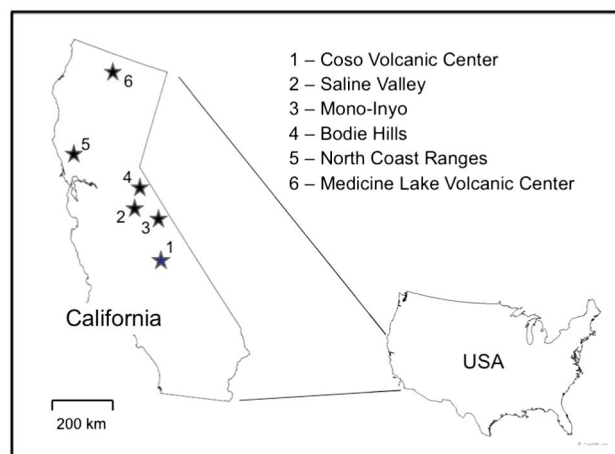 1 – Coso Volcanic Center
2 – Saline Valley
3 – Mono-Inyo
4 – Bodie Hills
5 – North Coast Ranges
6 – Medicine Lake Volcanic Center
6
5
4
2
3
1
California
USA
200 km